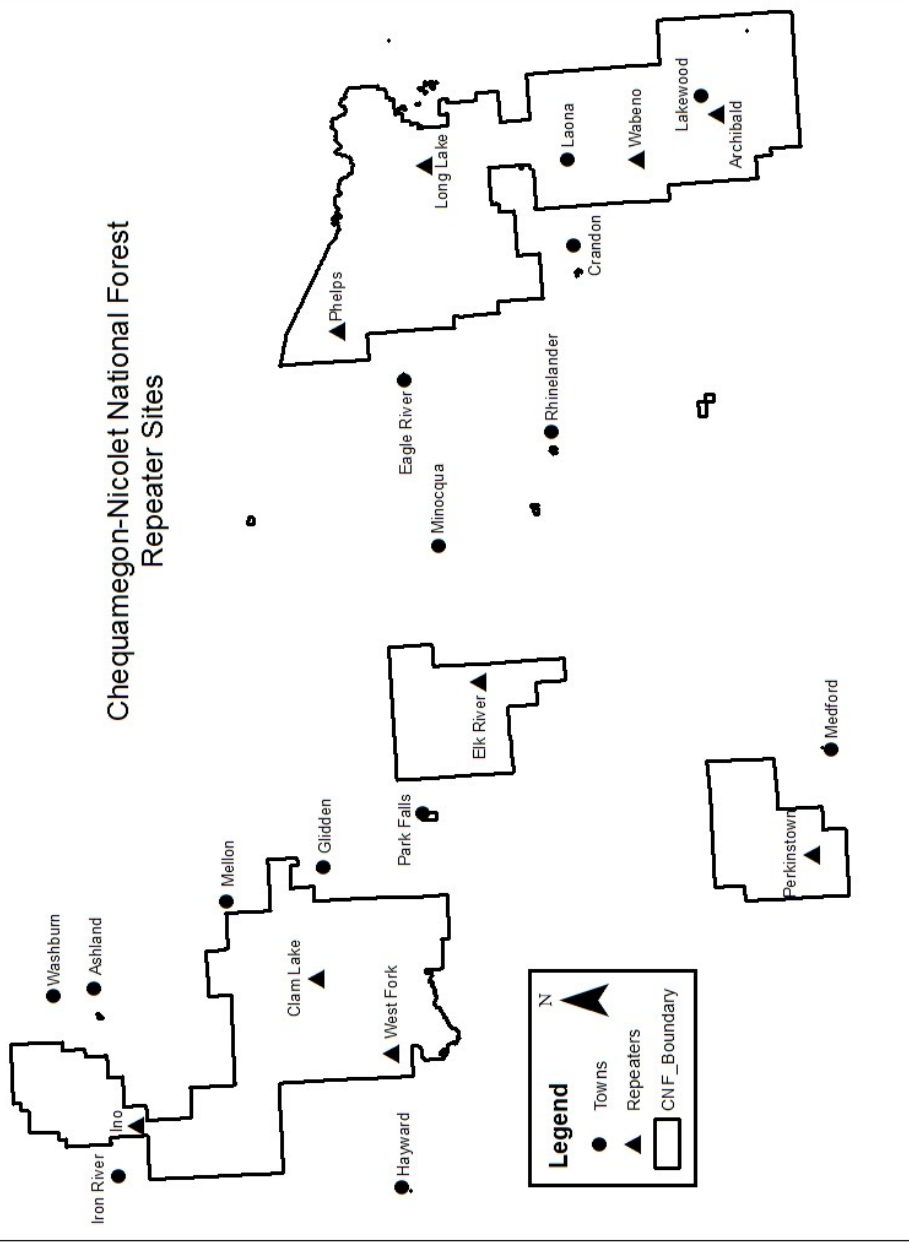 Chequamegon-Nicolet National Forest
Repeater Sites
Washburn
Ashland
Iron River
Ino
Mellon
Glidden
Clam Lake
West Fork
Hayward
Park Falls
Elk River
Minocqua
Eagle River
Phelps
Long Lake
Rhinelander
Crandon
Laona
Wabeno
Lakewood
Archibald
Perkinstown
Medford
Legend
N
Towns
Repeaters
CNF_Boundary